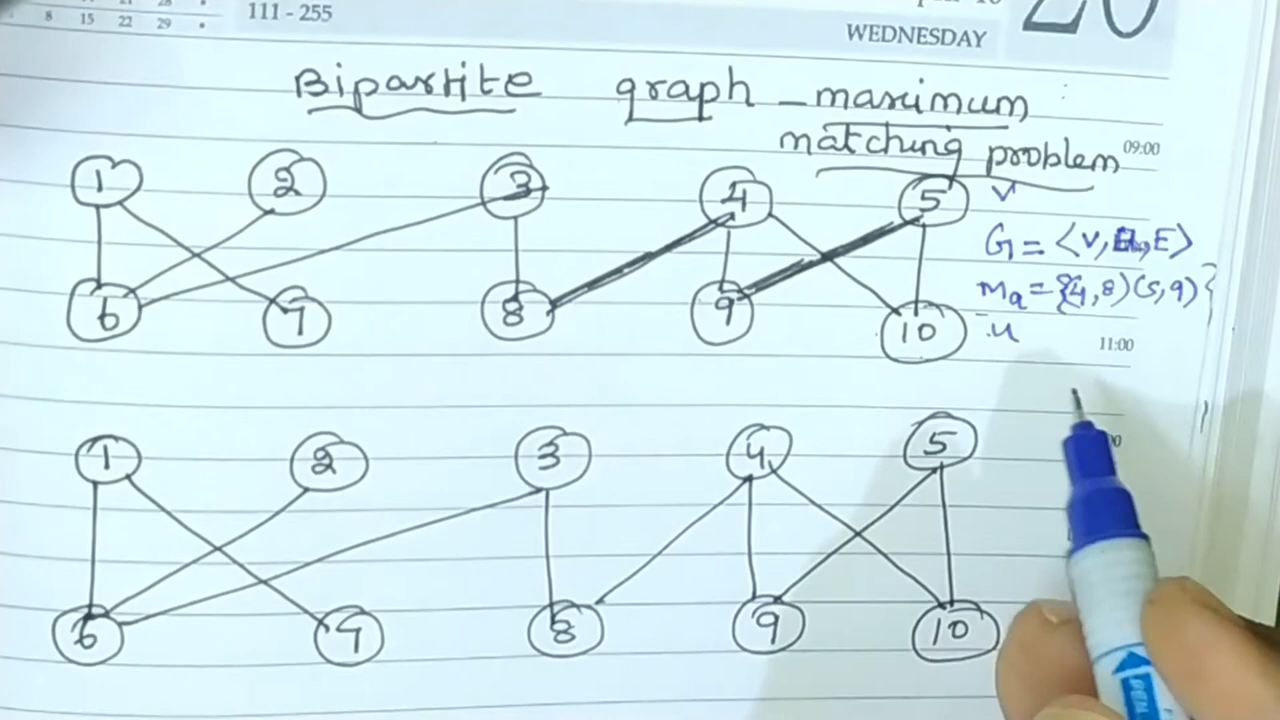 8 15 22 29
111 - 255
20
WEDNESDAY
Bipartite graph - maximum
matching problem
09:00
1 2 3 4 5 V
G = <V, E>
Ma = {4,8)(5,9)}
6 7 8 9 10 u
11:00
1 2 3 4 5
6 7 8 9 10